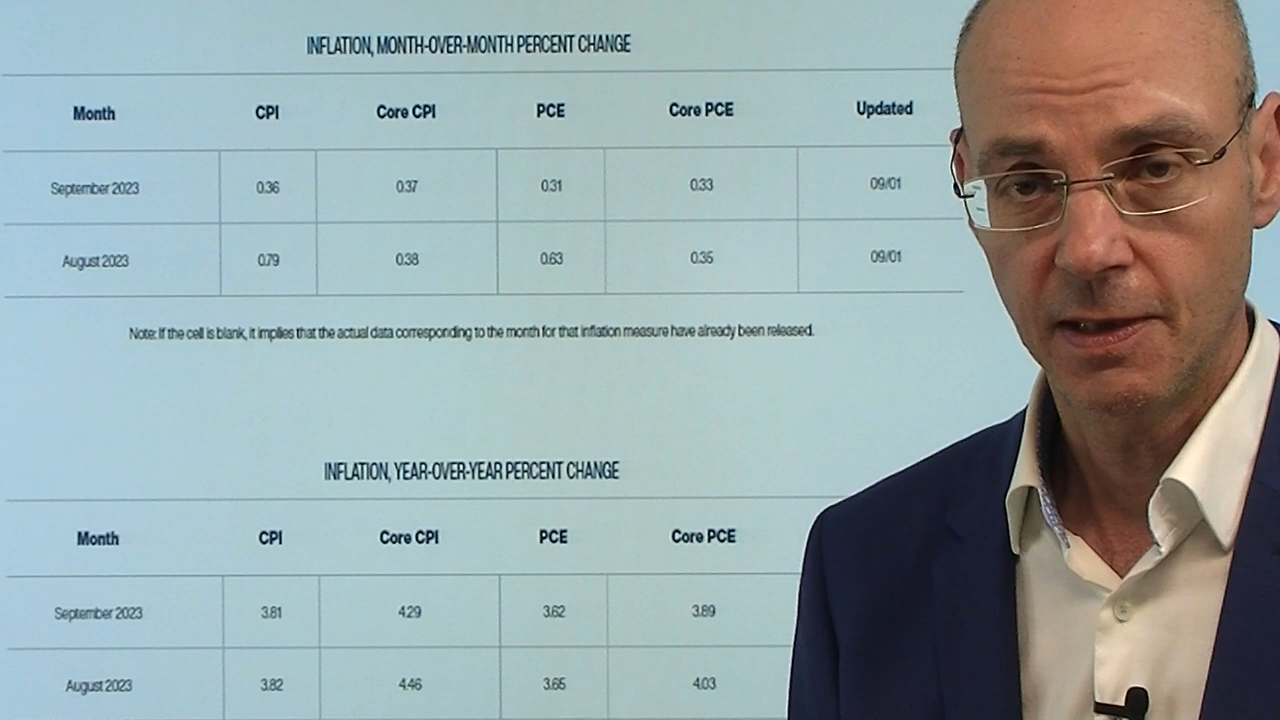 INFLATION, MONTH-OVER-MONTH PERCENT CHANGE
Month CPI Core CPI PCE Core PCE Updated
September 2023 0.36 0.37 0.31 0.33 09/01
August 2023 0.79 0.38 0.63 0.35 09/01
Note: If the cell is blank, it implies that the actual data corresponding to the month for that inflation measure have already been released.
INFLATION, YEAR-OVER-YEAR PERCENT CHANGE
Month CPI Core CPI PCE Core PCE
September 2023 3.81 4.29 3.62 3.89
August 2023 3.82 4.46 3.65 4.03